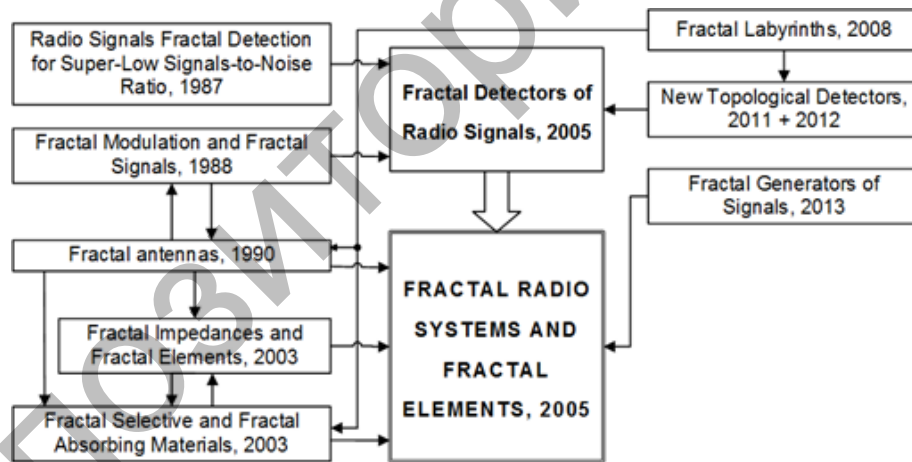 Radio Signals Fractal Detection
for Super-Low Signals-to-Noise
Ratio, 1987
Fractal Modulation and Fractal
Signals, 1988
Fractal antennas, 1990
Fractal Impedances and
Fractal Elements, 2003
Fractal Selective and Fractal
Absorbing Materials, 2003
Fractal Detectors of
Radio Signals, 2005
FRACTAL RADIO
SYSTEMS AND
FRACTAL
ELEMENTS, 2005
Fractal Labyrinths, 2008
New Topological Detectors,
2011 + 2012
Fractal Generators of
Signals, 2013
позитори